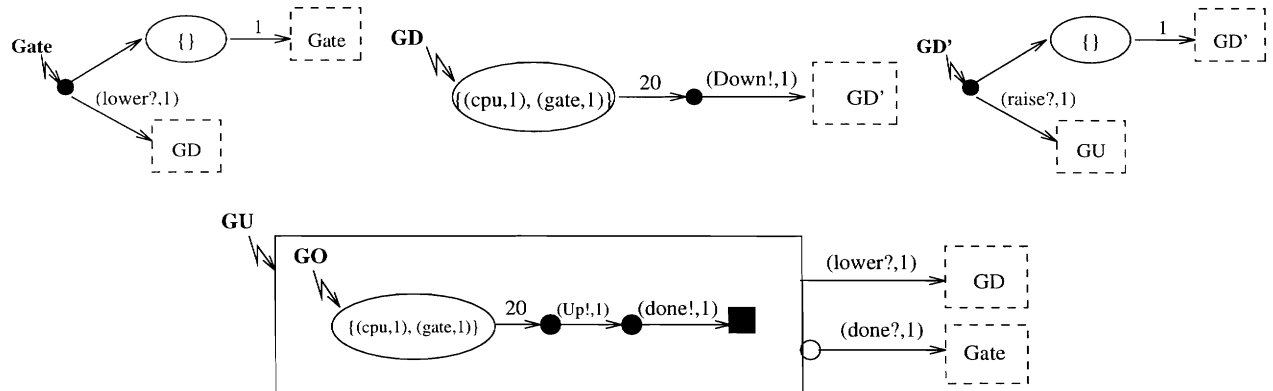 Gate
{}
1
Gate
(lower?,1)
GD
GD
{(cpu,1), (gate,1)}
20
(Down!,1)
GD'
GD'
{}
1
GD'
(raise?,1)
GU
GU
GO
{(cpu,1), (gate,1)}
20
(Up!,1)
(done!,1)
(lower?,1)
GD
(done?,1)
Gate